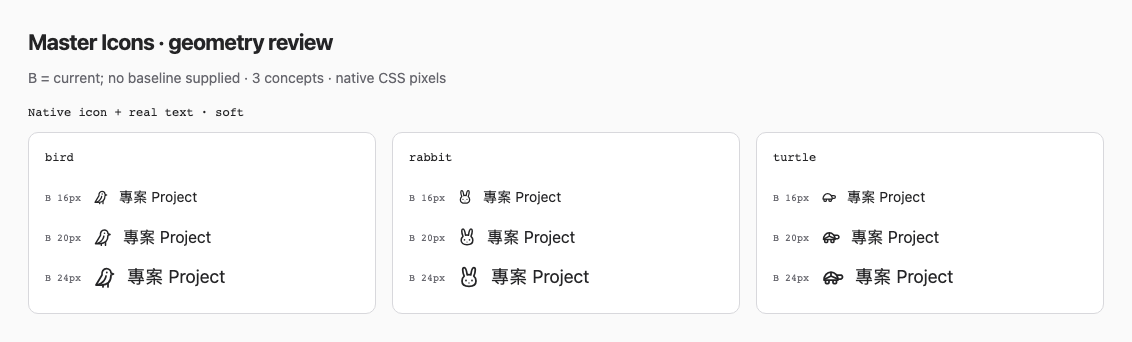 Master Icons · geometry review
B = current; no baseline supplied · 3 concepts · native CSS pixels
Native icon + real text · soft
bird
B 16px 專案 Project
B 20px 專案 Project
B 24px 專案 Project
rabbit
B 16px 專案 Project
B 20px 專案 Project
B 24px 專案 Project
turtle
B 16px 專案 Project
B 20px 專案 Project
B 24px 專案 Project